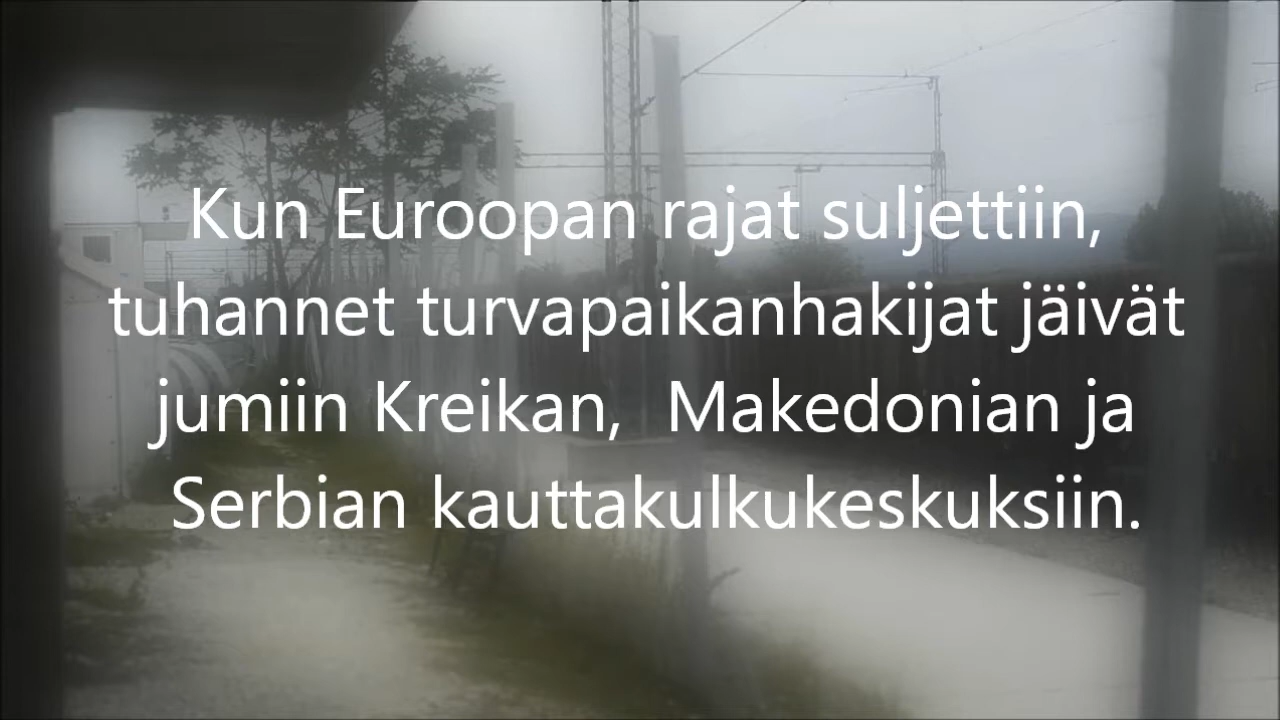 Kun Euroopan rajat suljettiin,
tuhannet turvapaikanhakijat jäivät
jumiin Kreikan,  Makedonian ja
Serbian kauttakulkukeskuksiin.